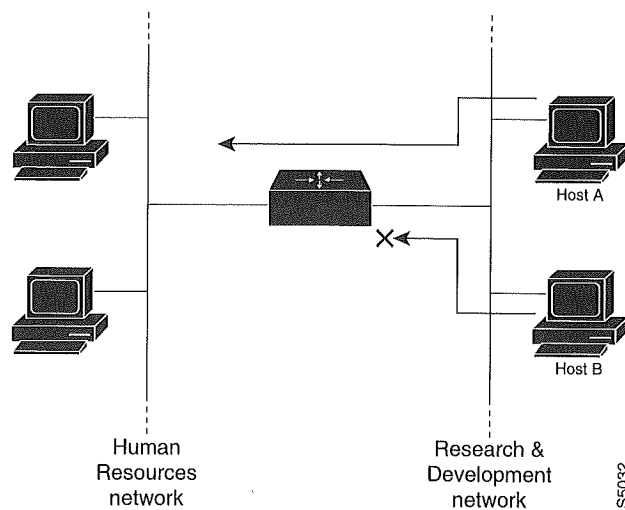 Host A
Host B
Human
Resources
network
Research &
Development
network
S5032